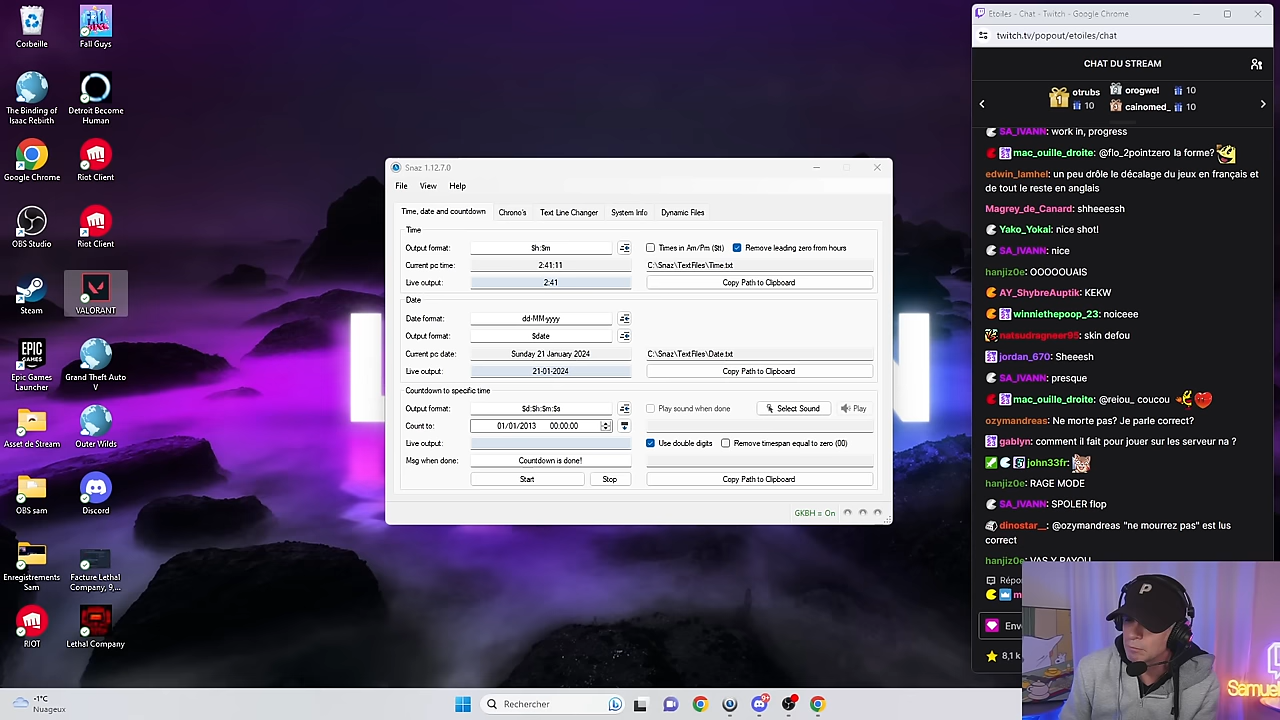 Corbeille
Fall Guys
The Binding of
Isaac Rebirth
Detroit Become
Human
Google Chrome
Riot Client
OBS Studio
Riot Client
Steam
VALORANT
Epic Games
Launcher
Grand Theft Auto
V
Asset de Stream
Outer Wilds
OBS sam
Discord
Enregistrements
Sam
Facture Lethal
Company, 9,...
RIOT
Lethal Company
Snaz 1.12.7.0
File View Help
Time, date and countdown Chrono's Text Line Changer System Info Dynamic Files
Time
Output format: $h:$m Times in Am/Pm ($tt) Remove leading zero from hours
Current pc time: 2:41:11 C:\Snaz\TextFiles\Time.txt
Live output: 2:41 Copy Path to Clipboard
Date
Date format: dd-MM-yyyy
Output format: $date
Current pc date: Sunday 21 January 2024 C:\Snaz\TextFiles\Date.txt
Live output: 21-01-2024 Copy Path to Clipboard
Countdown to specific time
Output format: $d:$h:$m:$s Play sound when done Select Sound Play
Count to: 01/01/2013 00:00:00
Live output: Use double digits Remove timespan equal to zero (00)
Msg when done: Countdown is done!
Start Stop Copy Path to Clipboard
GKBH = On
Etoiles - Chat - Twitch - Google Chrome
twitch.tv/popout/etoiles/chat
CHAT DU STREAM
1 otrubs 10
orogwel 10
cainomed_ 10
SA_IVANN: work in, progress
mac_ouille_droite: @flo_2pointzero la forme?
edwin_lamhel: un peu drôle le décalage du jeux en français et
de tout le reste en anglais
Magrey_de_Canard: shheeessh
Yako_Yokai: nice shot!
SA_IVANN: nice
hanjiz0e: OOOOOUAIS
AY_ShybreAuptik: KEKW
winniethepoop_23: noiceee
natsudragneer95: skin defou
jordan_670: Sheeesh
SA_IVANN: presque
mac_ouille_droite: @reiou_ coucou
ozymandreas: Ne morte pas? Je parle correct?
gablyn: comment il fait pour jouer sur les serveur na ?
john33fr:
hanjiz0e: RAGE MODE
SA_IVANN: SPOLER flop
dinostar__: @ozymandreas "ne mourrez pas" est lus
correct
hanjiz0e: VAS Y RAYOU
Répo
m
Env
8,1 k
P
Samuel
-1°C
Nuageux
Rechercher